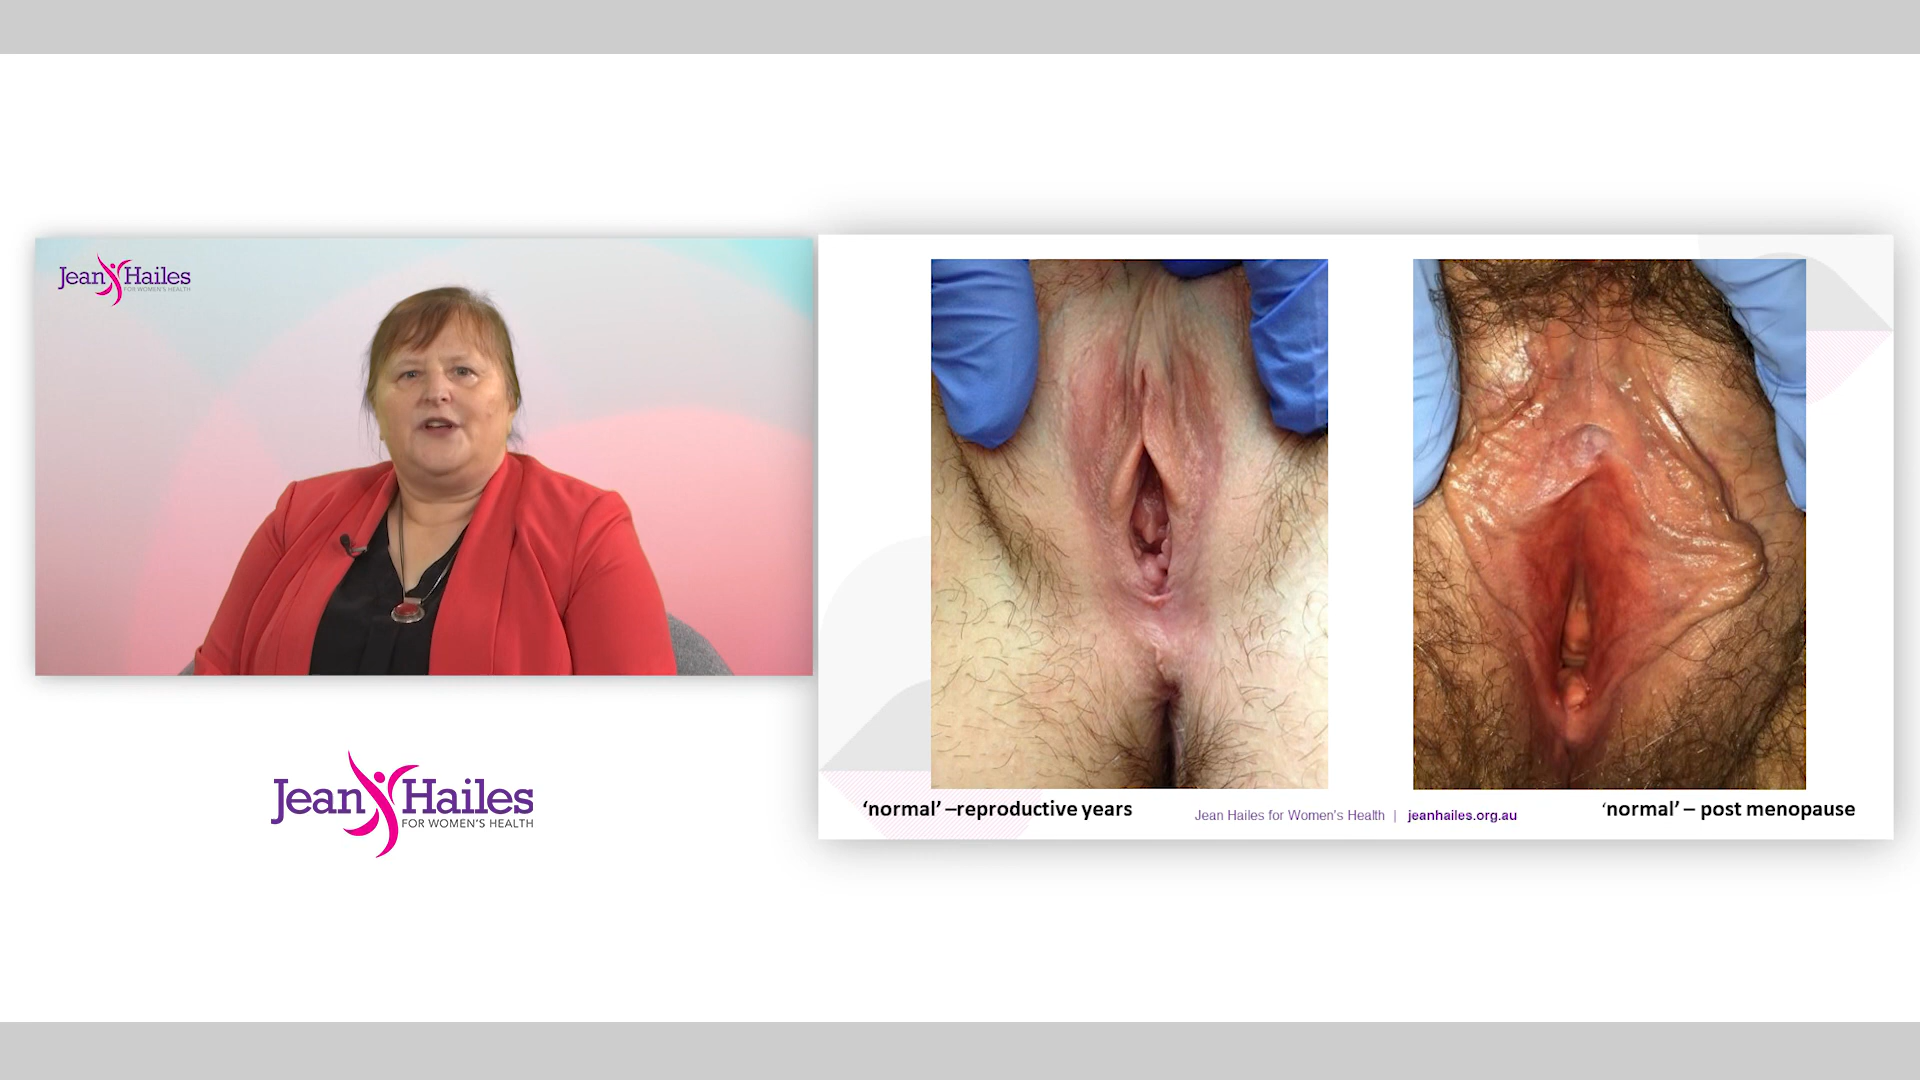 Jean Hailes
FOR WOMEN'S HEALTH
Jean Hailes
FOR WOMEN'S HEALTH
‘normal’ –reproductive years
Jean Hailes for Women's Health | jeanhailes.org.au
‘normal’ – post menopause